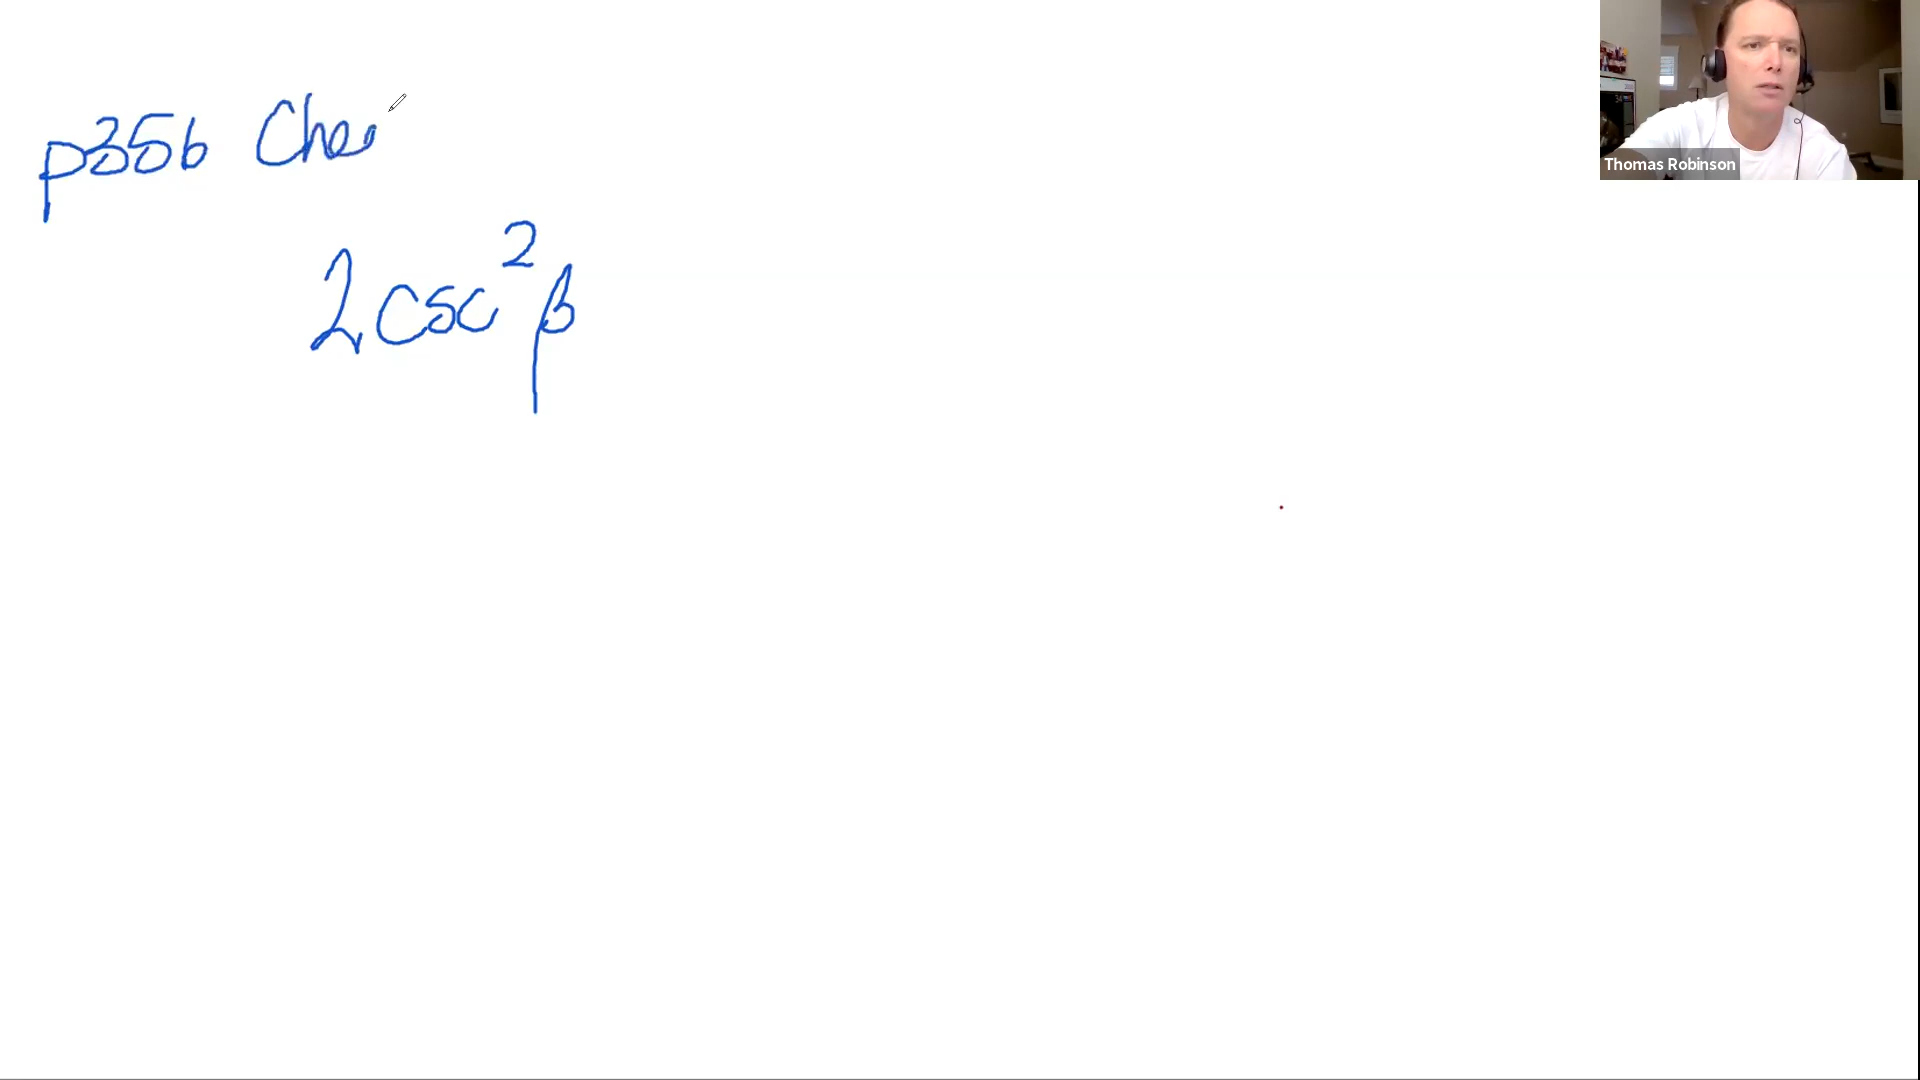 p356 Che
2csc²β
Thomas Robinson